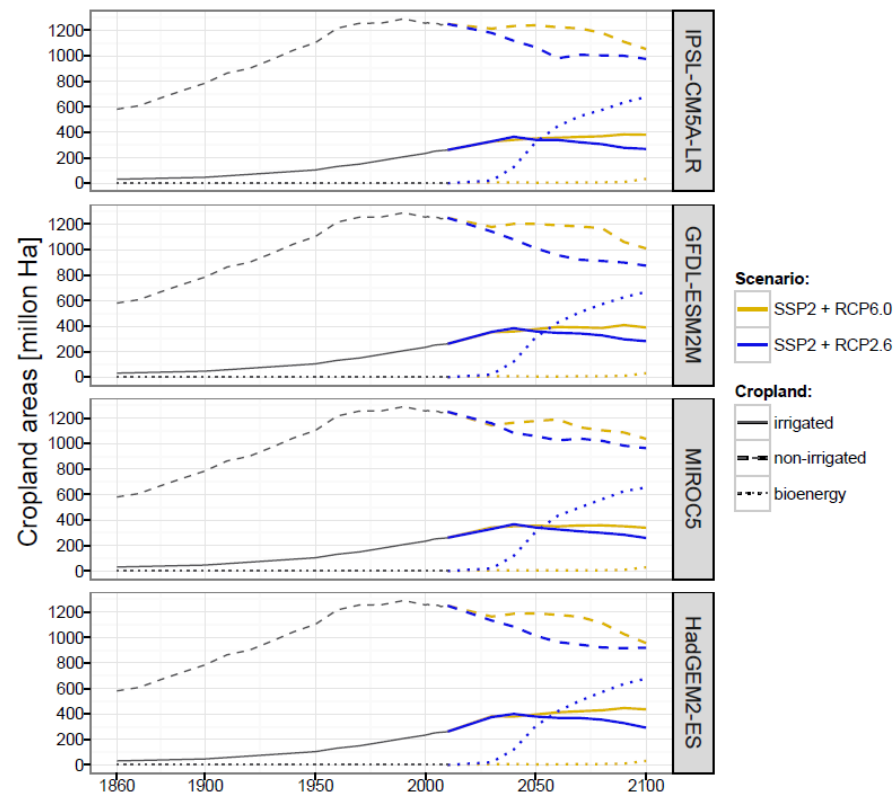 Cropland areas [millon Ha]
1200
1000
800
600
400
200
0
IPSL-CM5A-LR
1200
1000
800
600
400
200
0
GFDL-ESM2M
1200
1000
800
600
400
200
0
MIROC5
1200
1000
800
600
400
200
0
HadGEM2-ES
1860 1900 1950 2000 2050 2100
Scenario:
SSP2 + RCP6.0
SSP2 + RCP2.6
Cropland:
irrigated
non-irrigated
bioenergy